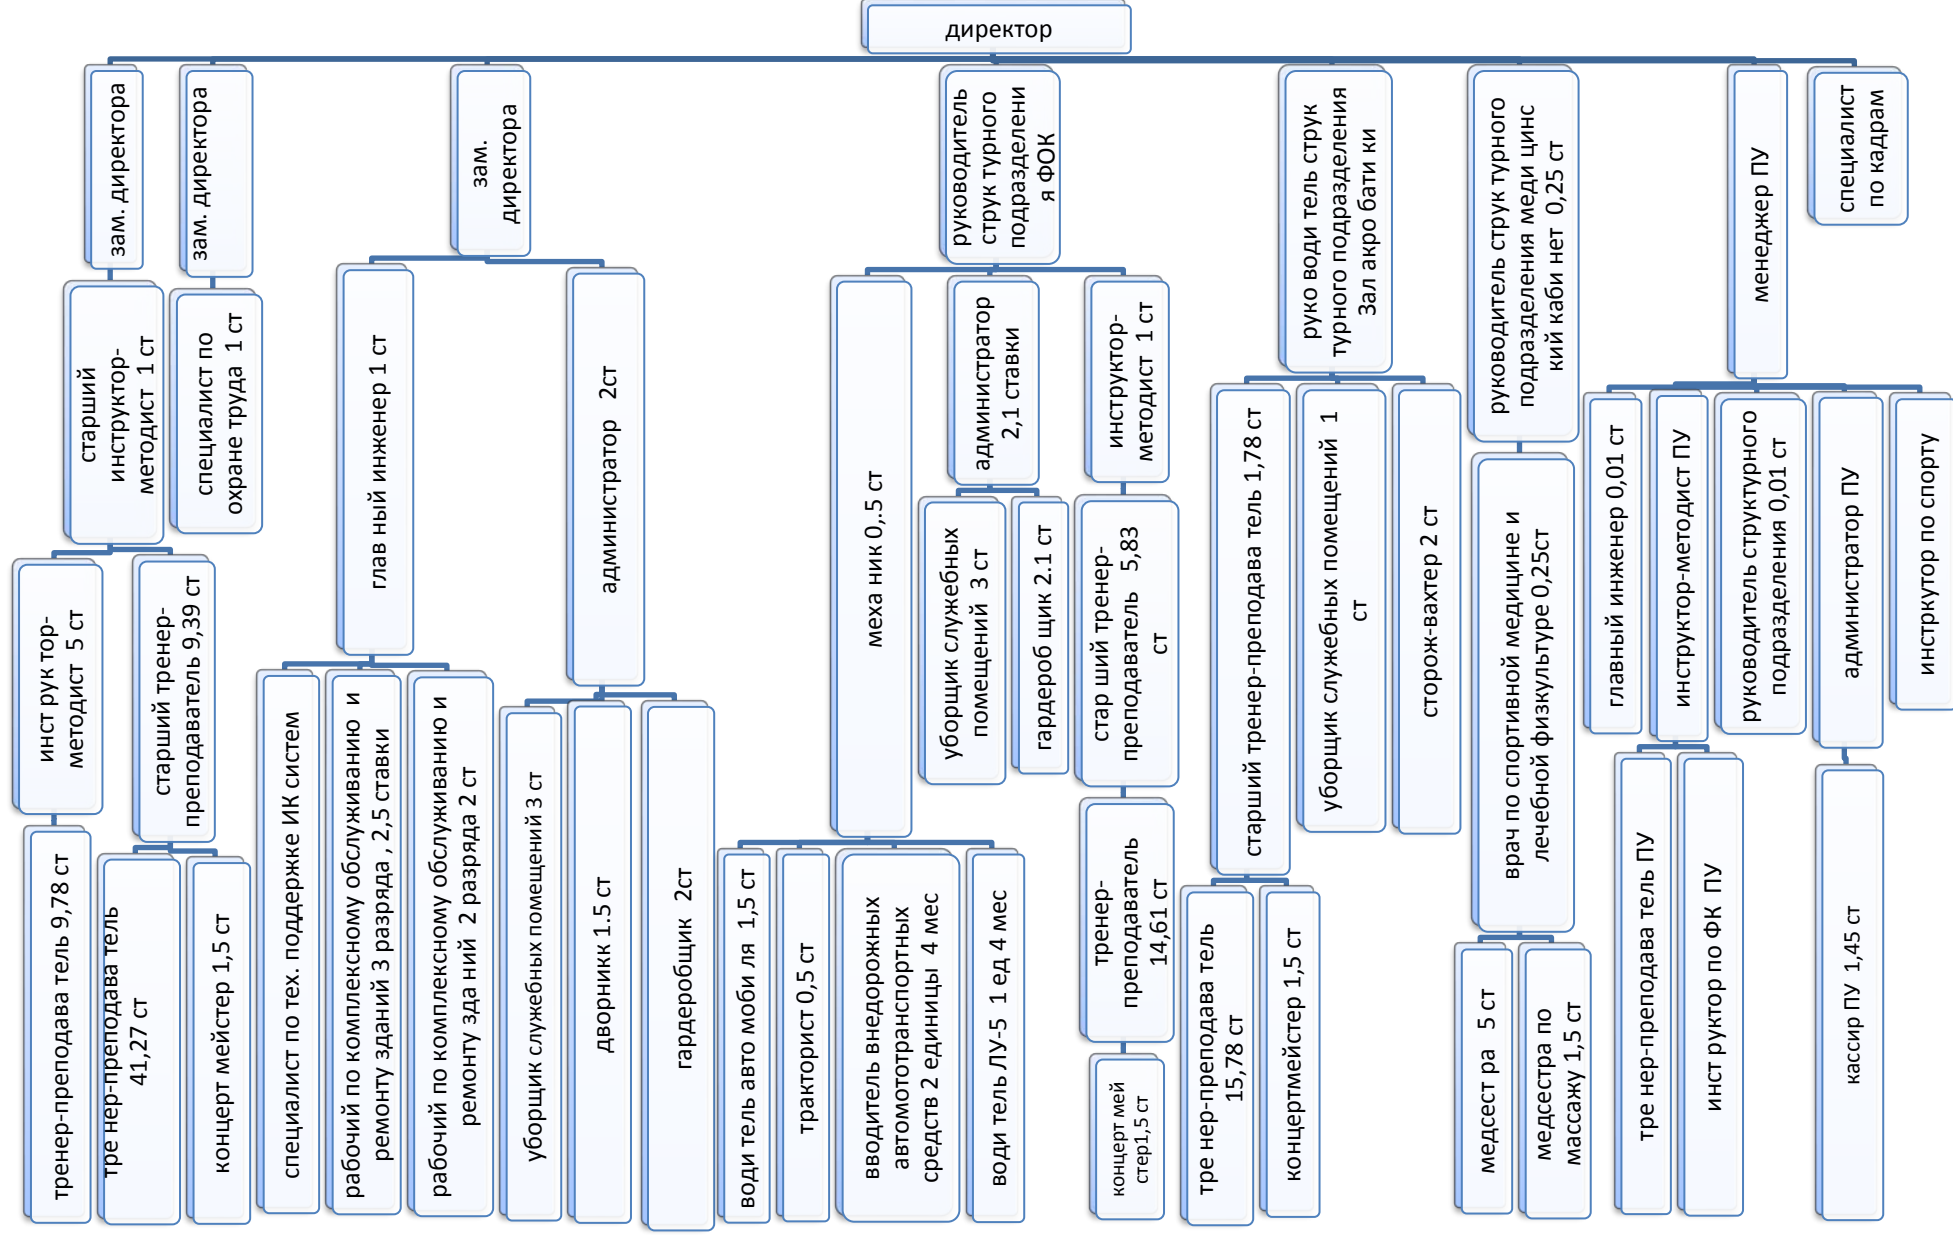 директор
зам. директора
зам. директора
зам.
директора
руководитель
струк турного
подразделени
я ФОК
руко води тель струк
турного подразделения
Зал акро бати ки
руководитель струк турного
подразделения меди цинс
кий каби нет 0,25 ст
менеджер ПУ
специалист
по кадрам
старший
инструктор-
методист 1 ст
специалист по
охране труда 1 ст
глав ный инженер 1 ст
администратор 2ст
меха ник 0,.5 ст
администратор
2,1 ставки
инструктор-
методист 1 ст
старший тренер-преподава тель 1,78 ст
уборщик служебных помещений 1
ст
сторож-вахтер 2 ст
врач по спортивной медицине и
лечебной физкультуре 0,25ст
главный инженер 0,01 ст
инструктор-методист ПУ
руководитель структурного
подразделения 0,01 ст
администратор ПУ
инстркутор по спорту
инст рук тор-
методист 5 ст
старший тренер-
преподаватель 9,39 ст
специалист по тех. поддержке ИК систем
рабочий по комплексному обслуживанию и
ремонту зданий 3 разряда , 2,5 ставки
рабочий по комплексному обслуживанию и
ремонту зда ний 2 разряда 2 ст
уборщик служебных помещений 3 ст
дворникк 1.5 ст
гардеробщик 2ст
уборщик служебных
помещений 3 ст
гардероб щик 2.1 ст
стар ший тренер-
преподаватель 5,83
ст
тренер-преподава тель 9,78 ст
тре нер-преподава тель
41,27 ст
концерт мейстер 1,5 ст
води тель авто моби ля 1,5 ст
тракторист 0,5 ст
вводитель внедорожных
автомототранспортных
средств 2 единицы 4 мес
води тель ЛУ-5 1 ед 4 мес
тренер-
преподаватель
14,61 ст
концерт мей
стер1,5 ст
тре нер-преподава тель
15,78 ст
концертмейстер 1,5 ст
медсест ра 5 ст
медсестра по
массажу 1,5 ст
тре нер-преподава тель ПУ
инст руктор по ФК ПУ
кассир ПУ 1,45 ст